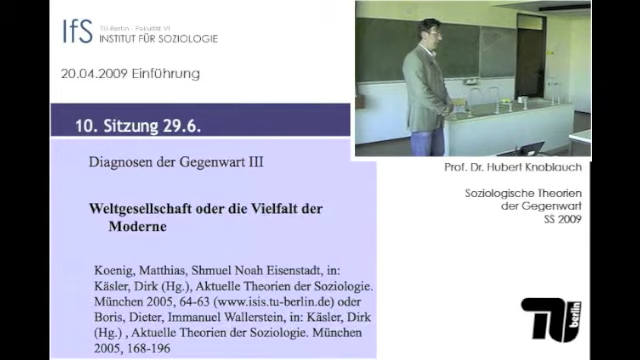 IfS
TU-Berlin - Fakultät VI
INSTITUT FÜR SOZIOLOGIE
20.04.2009 Einführung
10. Sitzung 29.6.
Diagnosen der Gegenwart III
Weltgesellschaft oder die Vielfalt der
Moderne
Koenig, Matthias, Shmuel Noah Eisenstadt, in:
Käsler, Dirk (Hg.), Aktuelle Theorien der Soziologie.
München 2005, 64-63 (www.isis.tu-berlin.de) oder
Boris, Dieter, Immanuel Wallerstein, in: Käsler, Dirk
(Hg.) , Aktuelle Theorien der Soziologie. München
2005, 168-196
Prof. Dr. Hubert Knoblauch
Soziologische Theorien
der Gegenwart
SS 2009
TU berlin